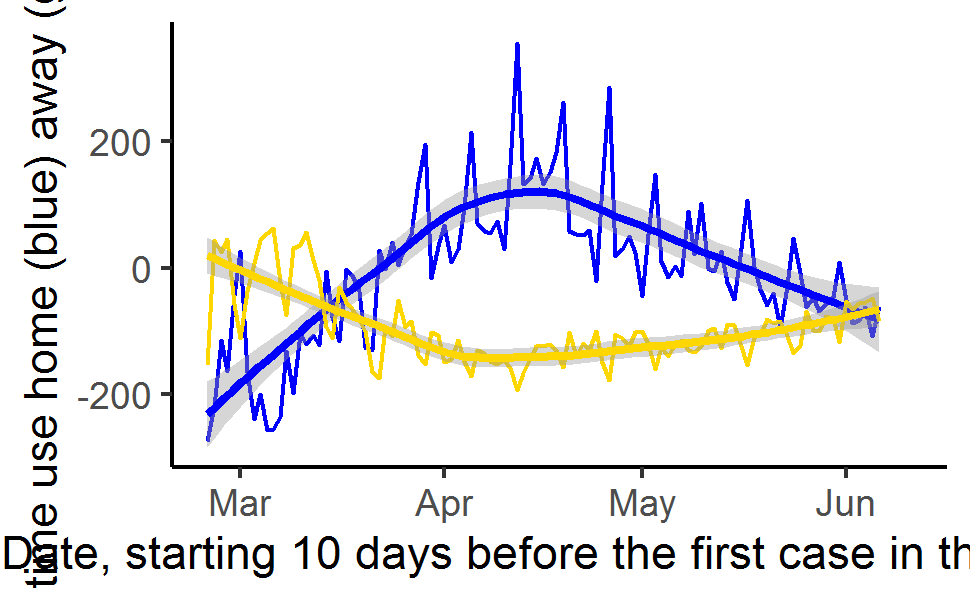 time use home (blue) away (
200
0
-200
Mar Apr May Jun
Date, starting 10 days before the first case in th